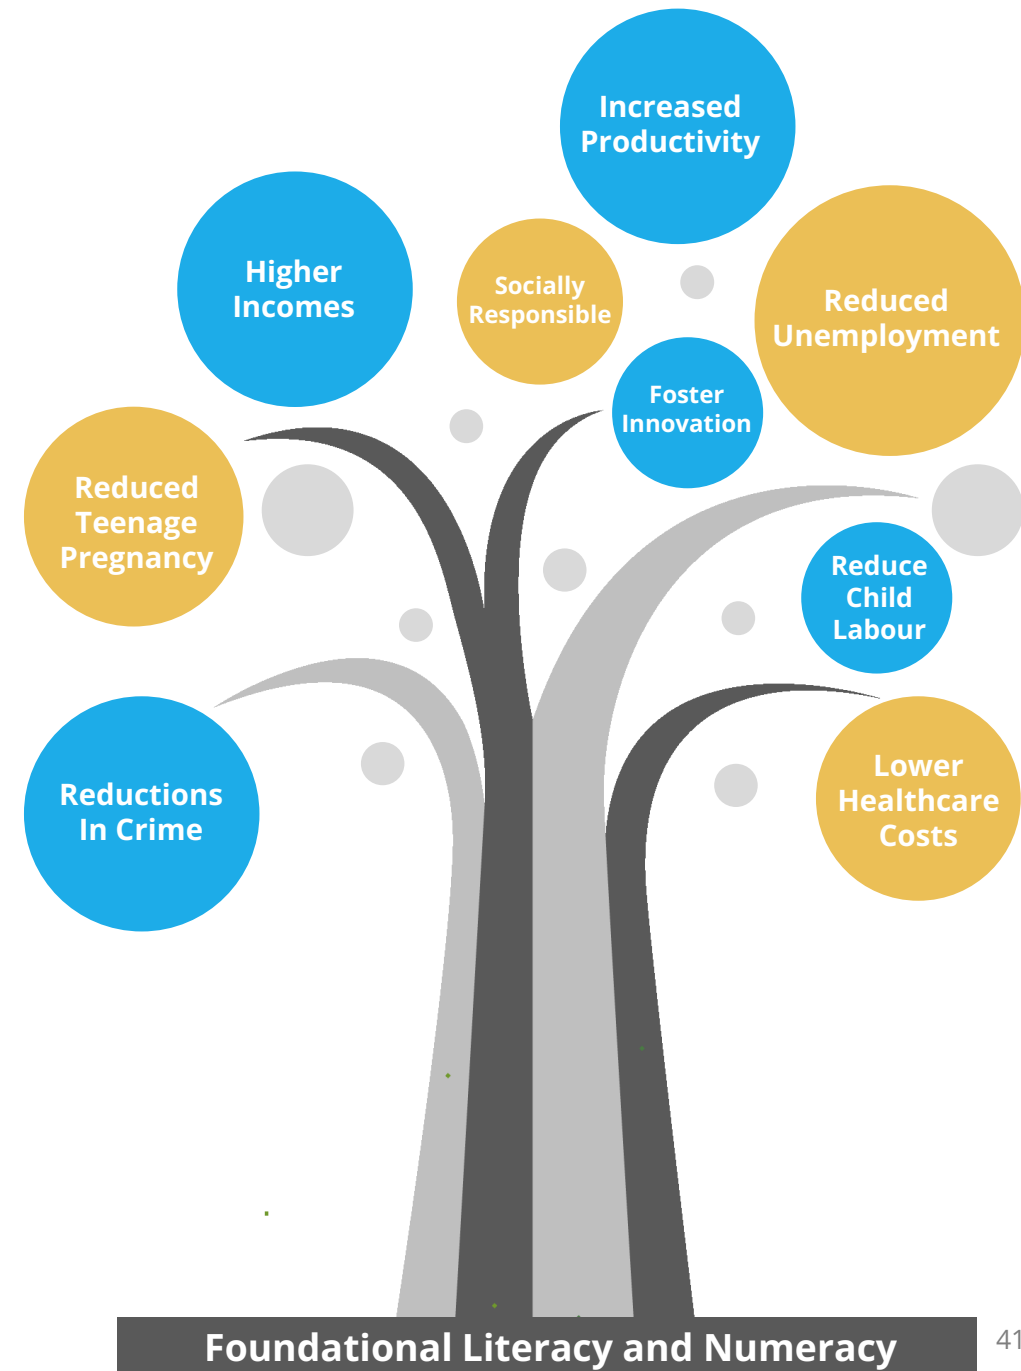 Increased
Productivity
Higher
Incomes
Socially
Responsible
Reduced
Unemployment
Foster
Innovation
Reduced
Teenage
Pregnancy
Reduce
Child
Labour
Reductions
In Crime
Lower
Healthcare
Costs
Foundational Literacy and Numeracy
41